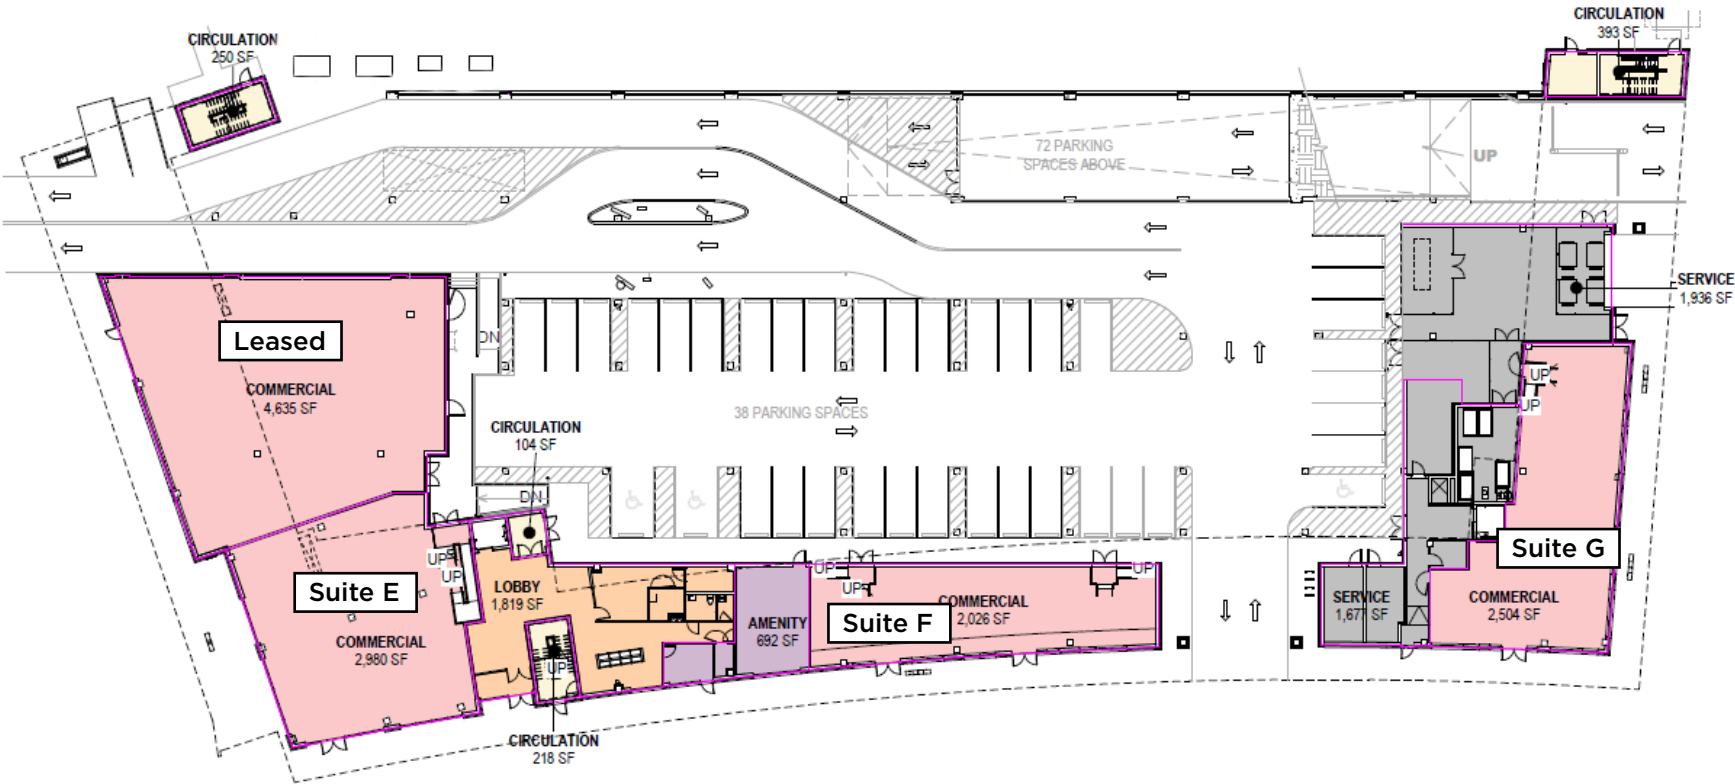 CIRCULATION
250 SF
CIRCULATION
393 SF
72 PARKING
SPACES ABOVE
UP
SERVICE
1,936 SF
Leased
COMMERCIAL
4,635 SF
DN
38 PARKING SPACES
UP
UP
CIRCULATION
104 SF
DN
Suite G
UP
UP
Suite E
LOBBY
1,819 SF
COMMERCIAL
2,980 SF
UP
AMENITY
692 SF
UP
UP
UP
Suite F
COMMERCIAL
2,026 SF
SERVICE
1,677 SF
COMMERCIAL
2,504 SF
CIRCULATION
218 SF